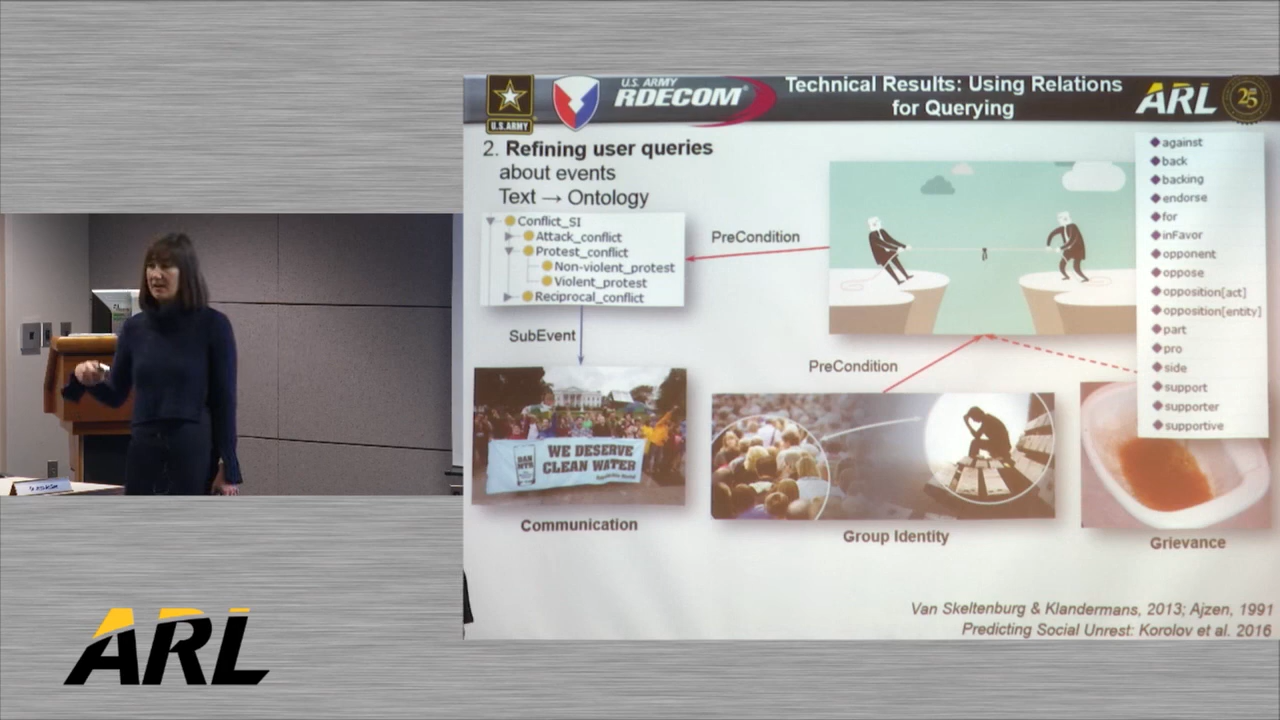 U.S. ARMY
U.S. ARMY
RDECOM
Technical Results: Using Relations
for Querying
ARL
25
2. Refining user queries
about events
Text → Ontology
Conflict_SI
Attack_conflict
Protest_conflict
Non-violent_protest
Violent_protest
Reciprocal_conflict
PreCondition
SubEvent
PreCondition
against
back
backing
endorse
for
inFavor
opponent
oppose
opposition[act]
opposition[entity]
part
pro
side
support
supporter
supportive
WE DESERVE
CLEAN WATER
Communication
Group Identity
Grievance
Van Skeltenburg & Klandermans, 2013; Ajzen, 1991
Predicting Social Unrest: Korolov et al. 2016
ARL